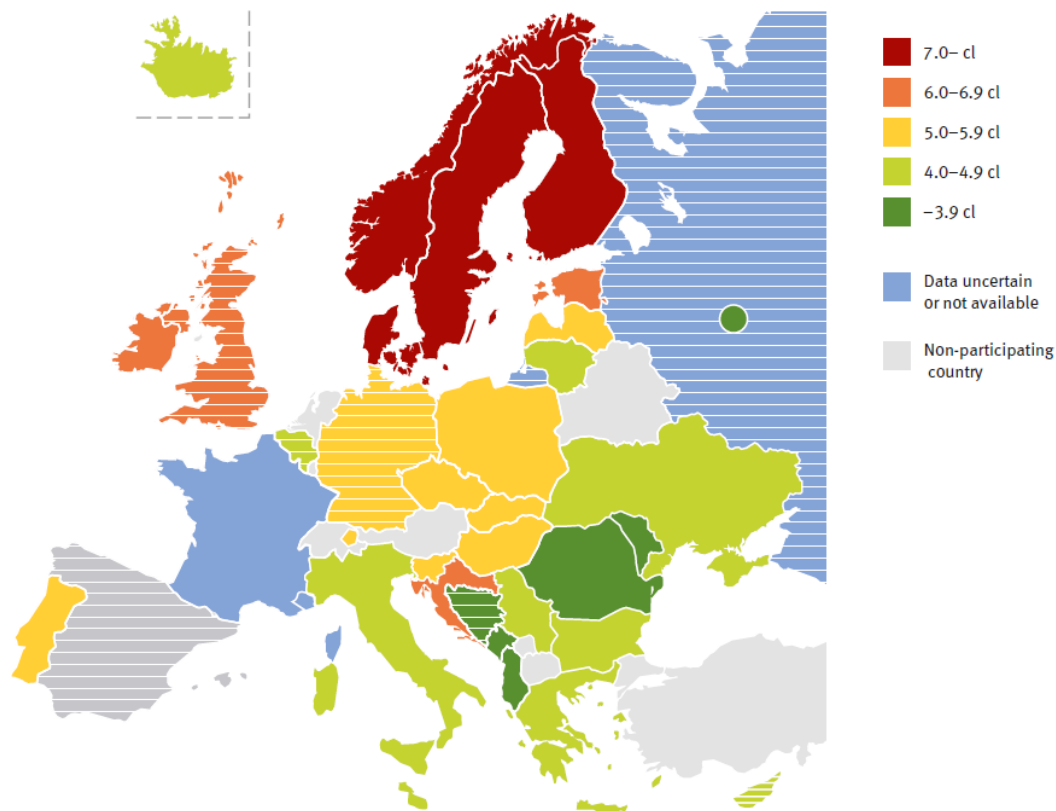 7.0– cl
6.0–6.9 cl
5.0–5.9 cl
4.0–4.9 cl
–3.9 cl
Data uncertain
or not available
Non-participating
country